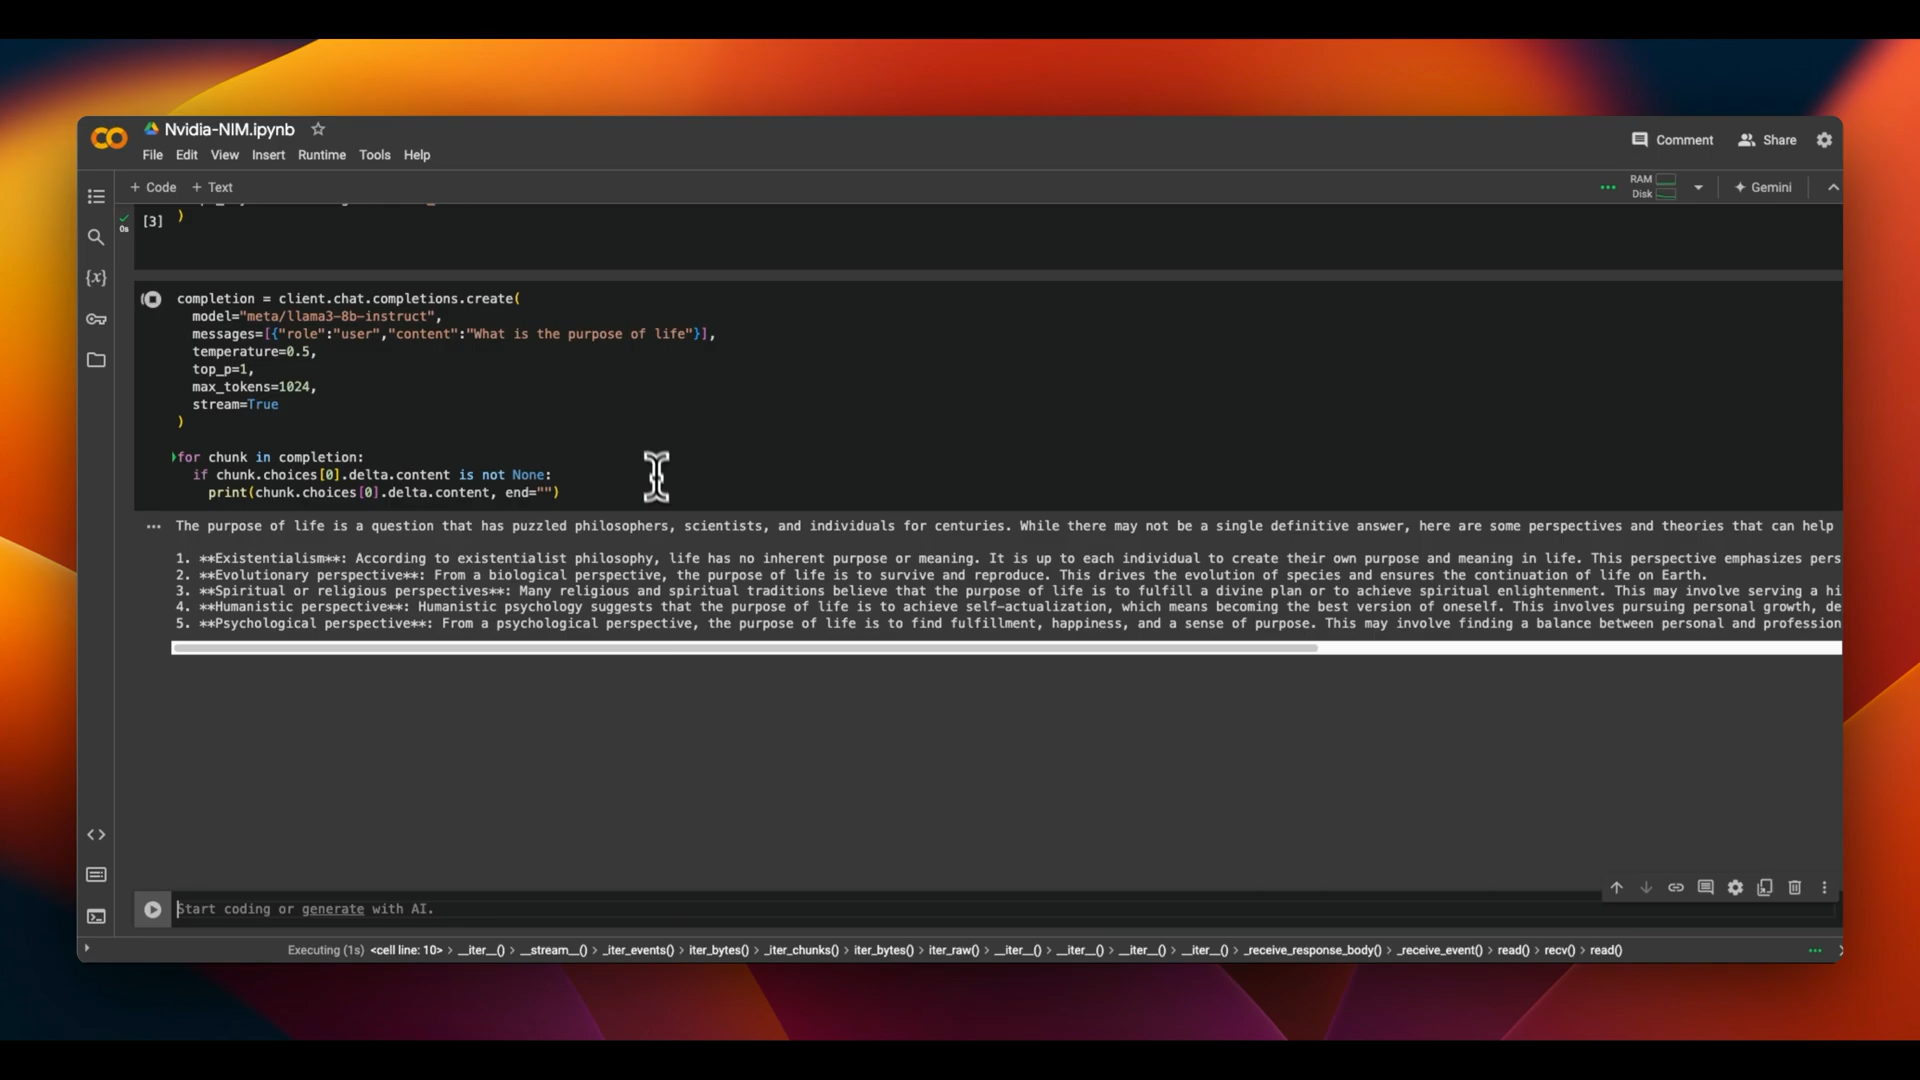 Nvidia-NIM.ipynb
Comment
Share
File Edit View Insert Runtime Tools Help
+ Code + Text
RAM
Disk
Gemini
0s
[3]
)
completion = client.chat.completions.create(
model="meta/llama3-8b-instruct",
messages=[{"role":"user","content":"What is the purpose of life"}],
temperature=0.5,
top_p=1,
max_tokens=1024,
stream=True
)
for chunk in completion:
if chunk.choices[0].delta.content is not None:
print(chunk.choices[0].delta.content, end="")
The purpose of life is a question that has puzzled philosophers, scientists, and individuals for centuries. While there may not be a single definitive answer, here are some perspectives and theories that can help
1. **Existentialism**: According to existentialist philosophy, life has no inherent purpose or meaning. It is up to each individual to create their own purpose and meaning in life. This perspective emphasizes pers
2. **Evolutionary perspective**: From a biological perspective, the purpose of life is to survive and reproduce. This drives the evolution of species and ensures the continuation of life on Earth.
3. **Spiritual or religious perspectives**: Many religious and spiritual traditions believe that the purpose of life is to fulfill a divine plan or to achieve spiritual enlightenment. This may involve serving a hi
4. **Humanistic perspective**: Humanistic psychology suggests that the purpose of life is to achieve self-actualization, which means becoming the best version of oneself. This involves pursuing personal growth, de
5. **Psychological perspective**: From a psychological perspective, the purpose of life is to find fulfillment, happiness, and a sense of purpose. This may involve finding a balance between personal and profession
Start coding or generate with AI.
Executing (1s) <cell line: 10> > __iter__() > __stream__() > _iter_events() > iter_bytes() > _iter_chunks() > iter_bytes() > iter_raw() > __iter__() > __iter__() > __iter__() > __iter__() > _receive_response_body() > _receive_event() > read() > recv() > read()